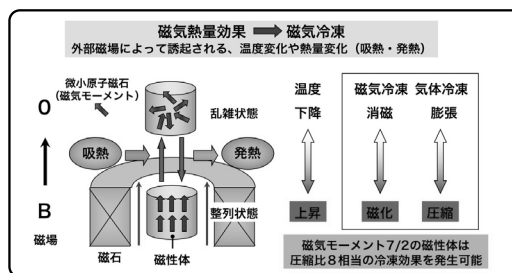 磁気熱量効果 磁気冷凍
外部磁場によって誘起される、温度変化や熱量変化(吸熱・発熱)
微小原子磁石
(磁気モーメント)
0
乱雑状態
吸熱
発熱
B
磁場
整列状態
磁石
磁性体
温度 磁気冷凍 気体冷凍
下降 消磁 膨張
上昇 磁化 圧縮
磁気モーメント7/2の磁性体は
圧縮比8相当の冷凍効果を発生可能